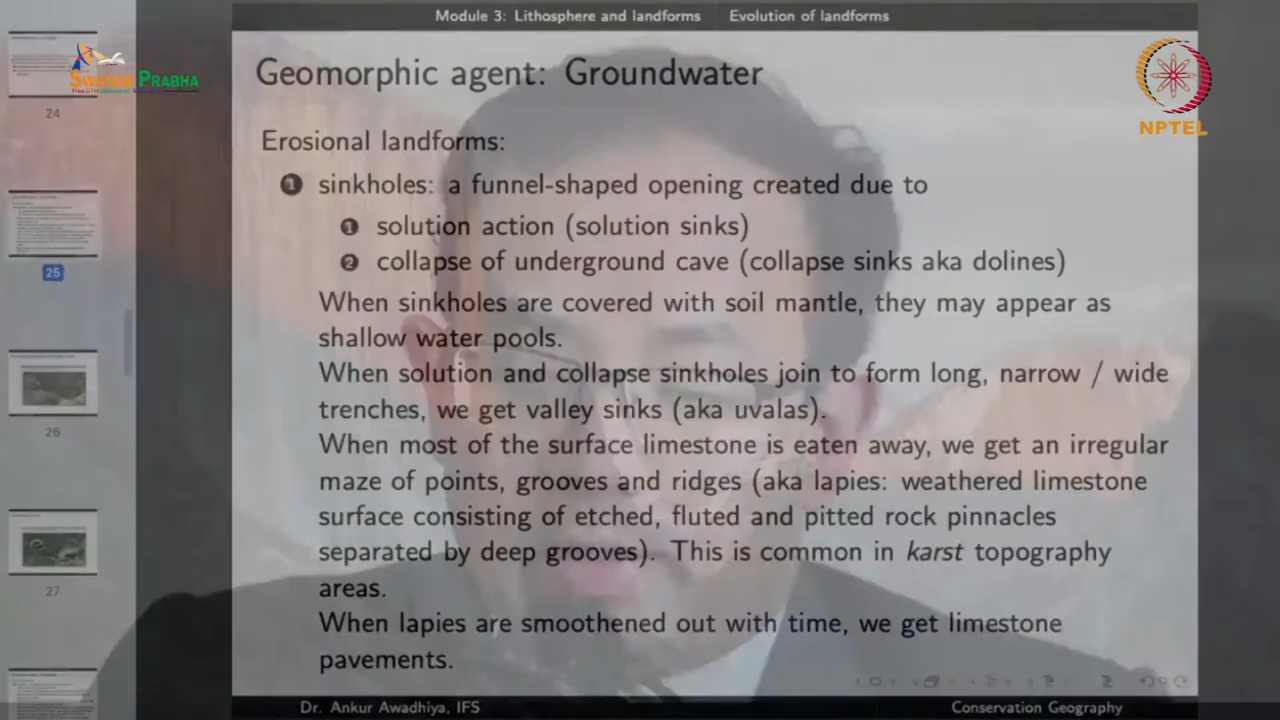 Module 3: Lithosphere and landforms Evolution of landforms
SWAYAM PRABHA
NPTEL
24
25
26
27
Geomorphic agent: Groundwater
Erosional landforms:
1 sinkholes: a funnel-shaped opening created due to
1 solution action (solution sinks)
2 collapse of underground cave (collapse sinks aka dolines)
When sinkholes are covered with soil mantle, they may appear as
shallow water pools.
When solution and collapse sinkholes join to form long, narrow / wide
trenches, we get valley sinks (aka uvalas).
When most of the surface limestone is eaten away, we get an irregular
maze of points, grooves and ridges (aka lapies: weathered limestone
surface consisting of etched, fluted and pitted rock pinnacles
separated by deep grooves). This is common in karst topography
areas.
When lapies are smoothened out with time, we get limestone
pavements.
Dr. Ankur Awadhiya, IFS Conservation Geography